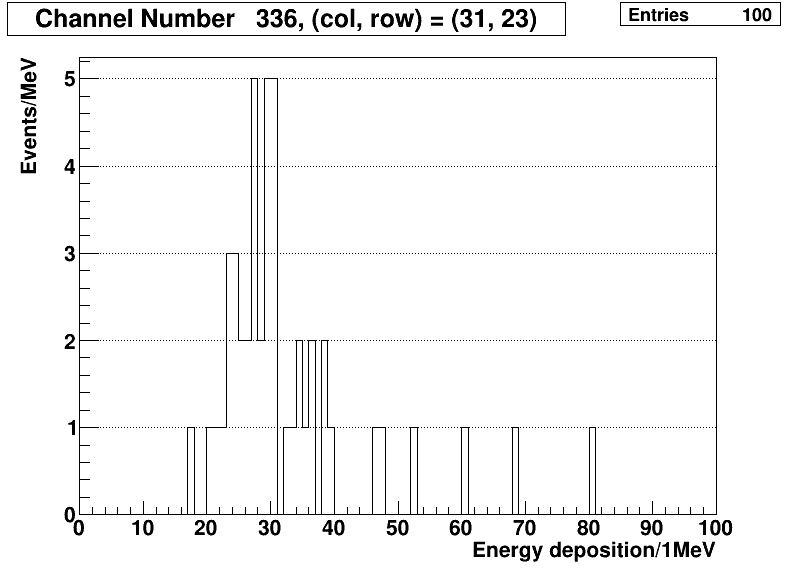 Channel Number 336, (col, row) = (31, 23)
Entries 100
Events/MeV
5
4
3
2
1
0
0 10 20 30 40 50 60 70 80 90 100
Energy deposition/1MeV